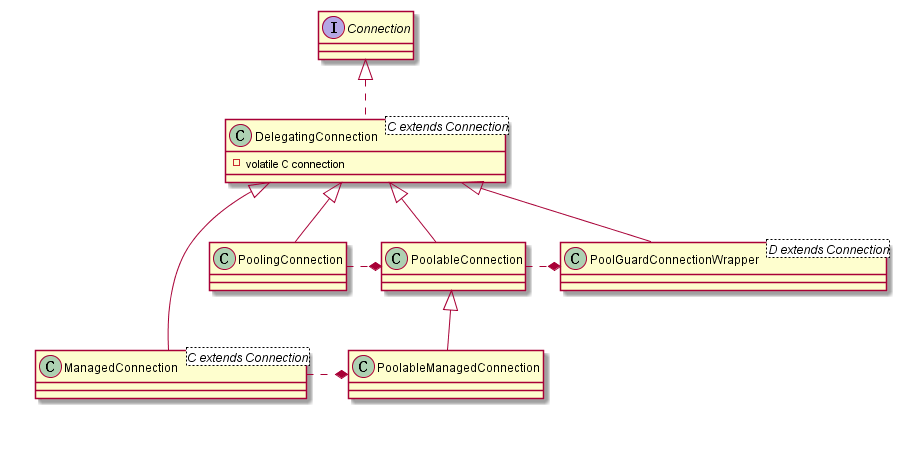 I Connection
C DelegatingConnection C extends Connection
volatile C connection
C PoolingConnection
C PoolableConnection
C PoolGuardConnectionWrapper D extends Connection
C ManagedConnection C extends Connection
C PoolableManagedConnection